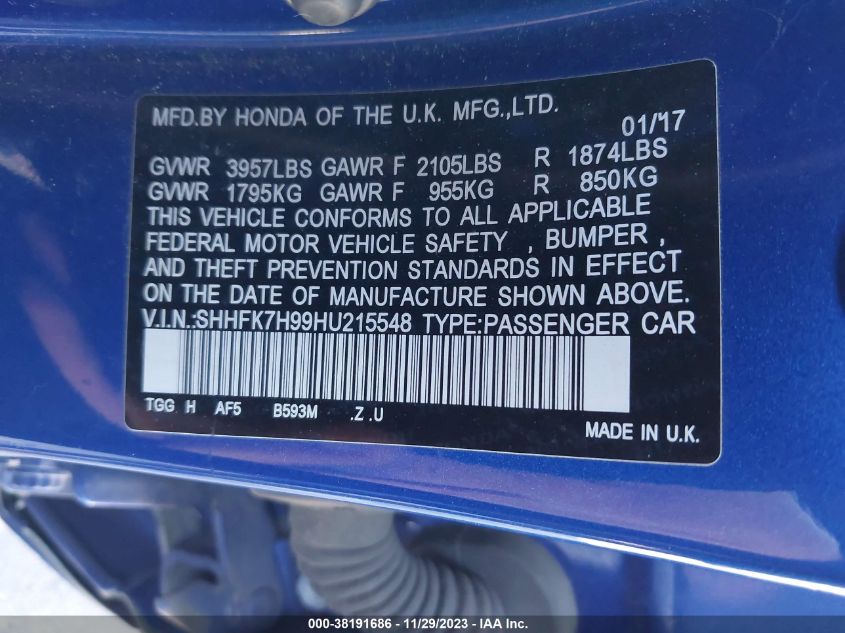 MFD.BY HONDA OF THE U.K. MFG.,LTD.
01/17
GVWR 3957LBS GAWR F 2105LBS R 1874LBS
GVWR 1795KG GAWR F 955KG R 850KG
THIS VEHICLE CONFORMS TO ALL APPLICABLE
FEDERAL MOTOR VEHICLE SAFETY , BUMPER ,
AND THEFT PREVENTION STANDARDS IN EFFECT
ON THE DATE OF MANUFACTURE SHOWN ABOVE.
V.I.N.:SHHFK7H99HU215548 TYPE:PASSENGER CAR
TGG H AF5 B593M .Z .U
MADE IN U.K.
000-38191686 - 11/29/2023 - IAA Inc.